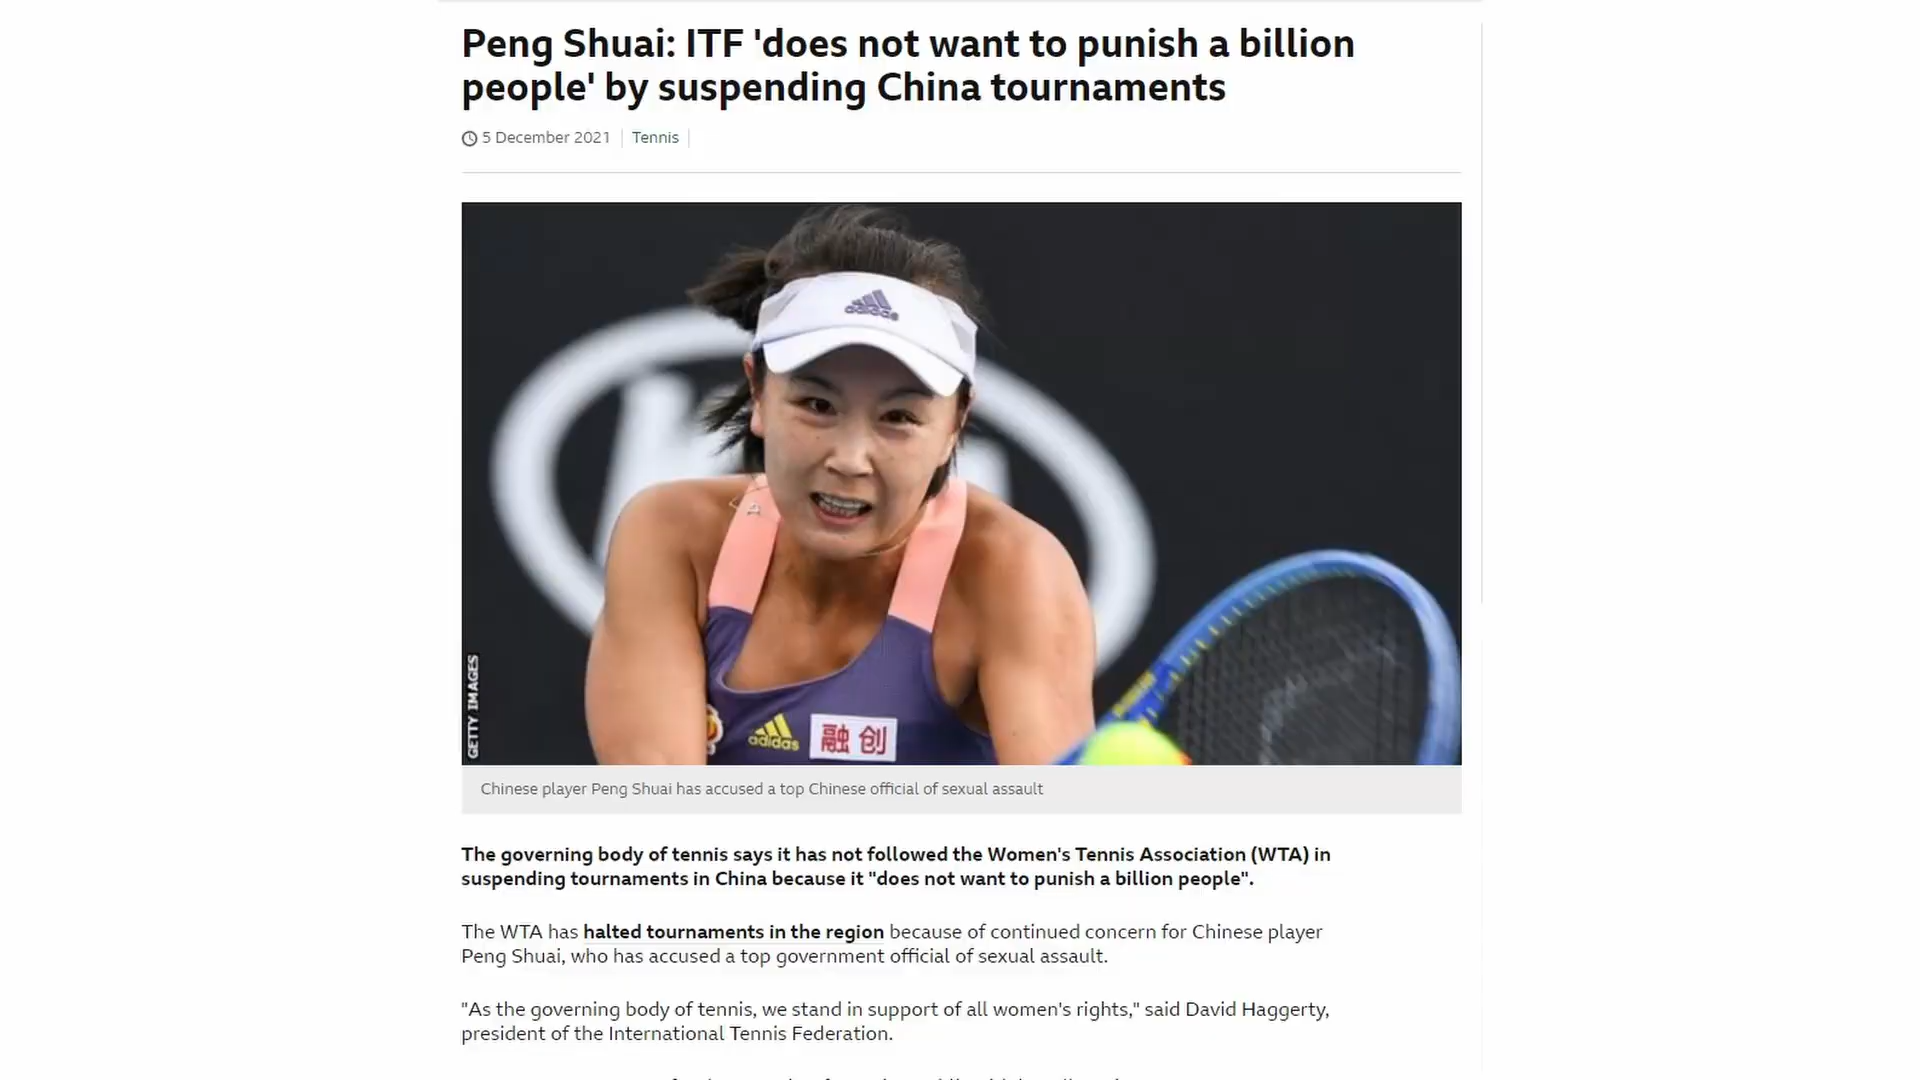 Peng Shuai: ITF 'does not want to punish a billion
people' by suspending China tournaments
5 December 2021
Tennis
adidas
adidas
融创
GETTY IMAGES
Chinese player Peng Shuai has accused a top Chinese official of sexual assault
The governing body of tennis says it has not followed the Women's Tennis Association (WTA) in
suspending tournaments in China because it "does not want to punish a billion people".
The WTA has halted tournaments in the region because of continued concern for Chinese player
Peng Shuai, who has accused a top government official of sexual assault.
"As the governing body of tennis, we stand in support of all women's rights," said David Haggerty,
president of the International Tennis Federation.